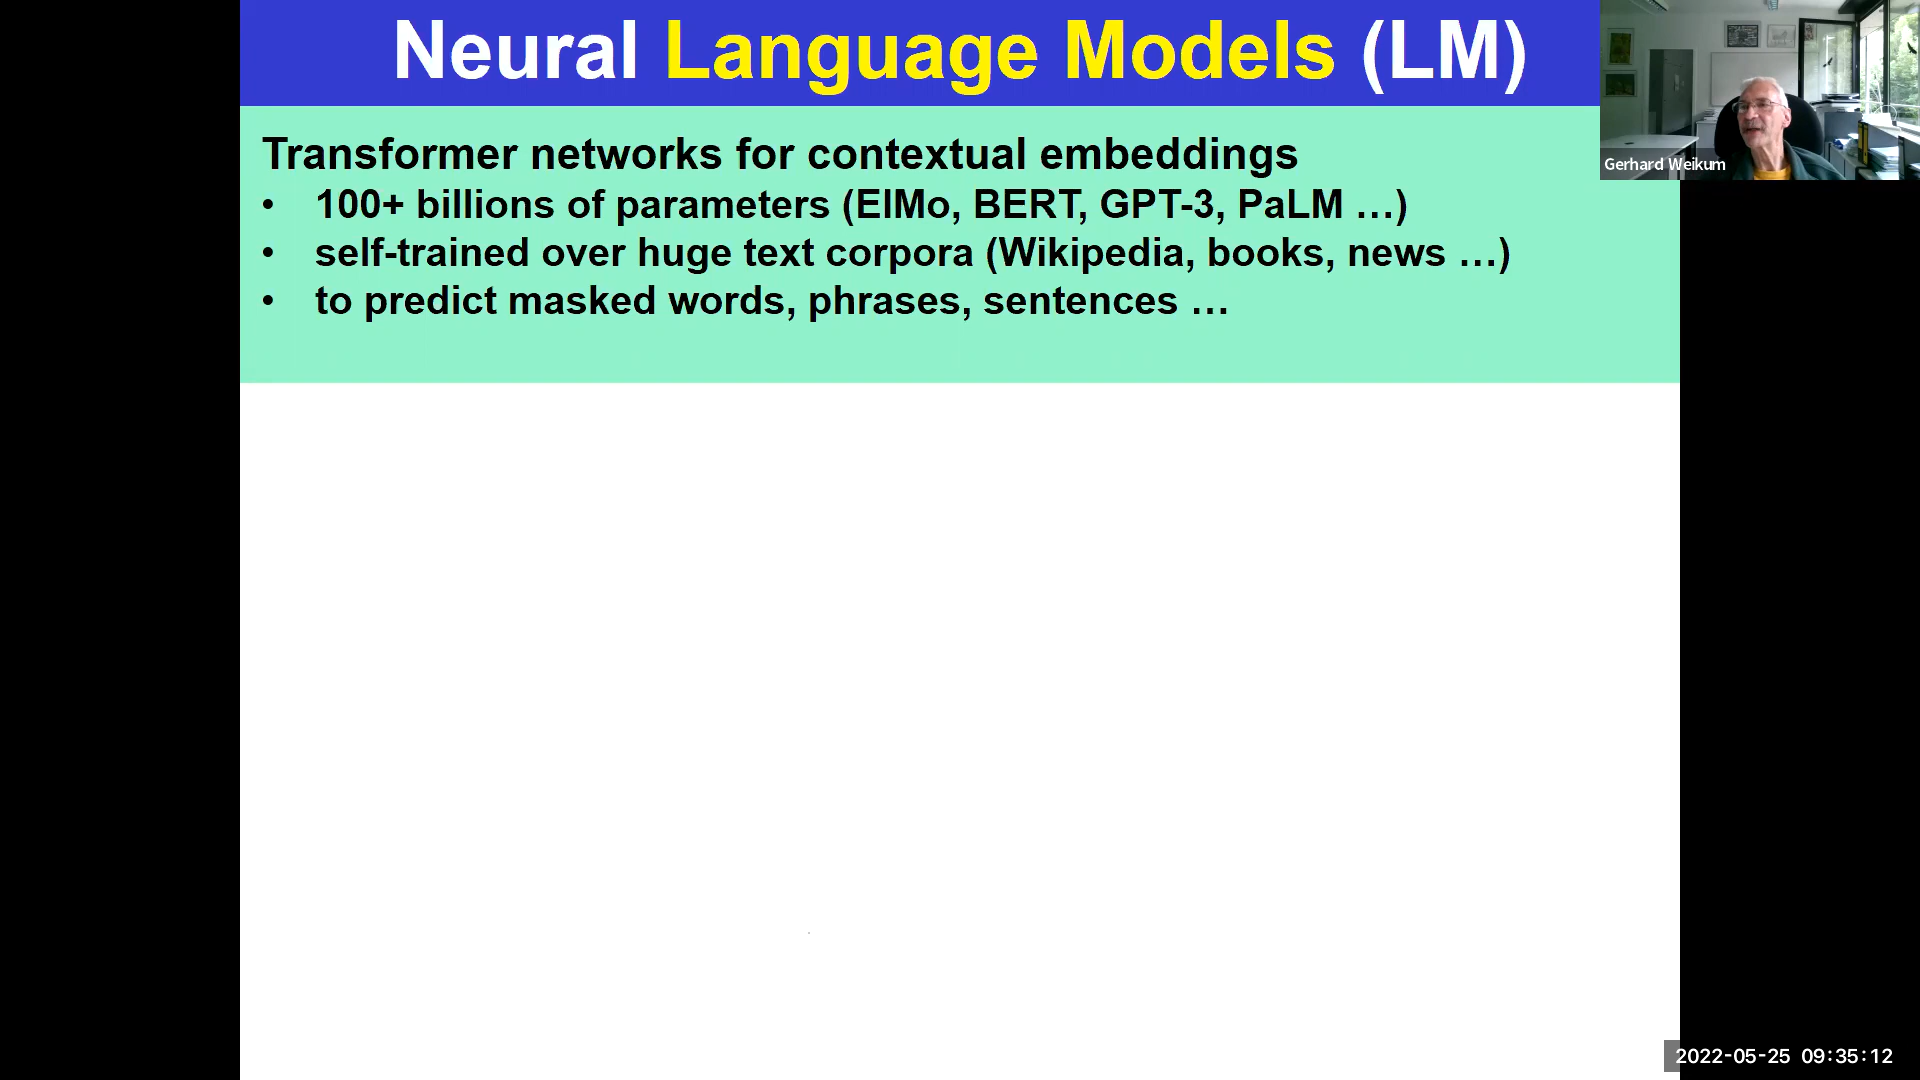 Neural Language Models (LM)
Transformer networks for contextual embeddings
• 100+ billions of parameters (ElMo, BERT, GPT-3, PaLM …)
• self-trained over huge text corpora (Wikipedia, books, news …)
• to predict masked words, phrases, sentences …
Gerhard Weikum
2022-05-25 09:35:12